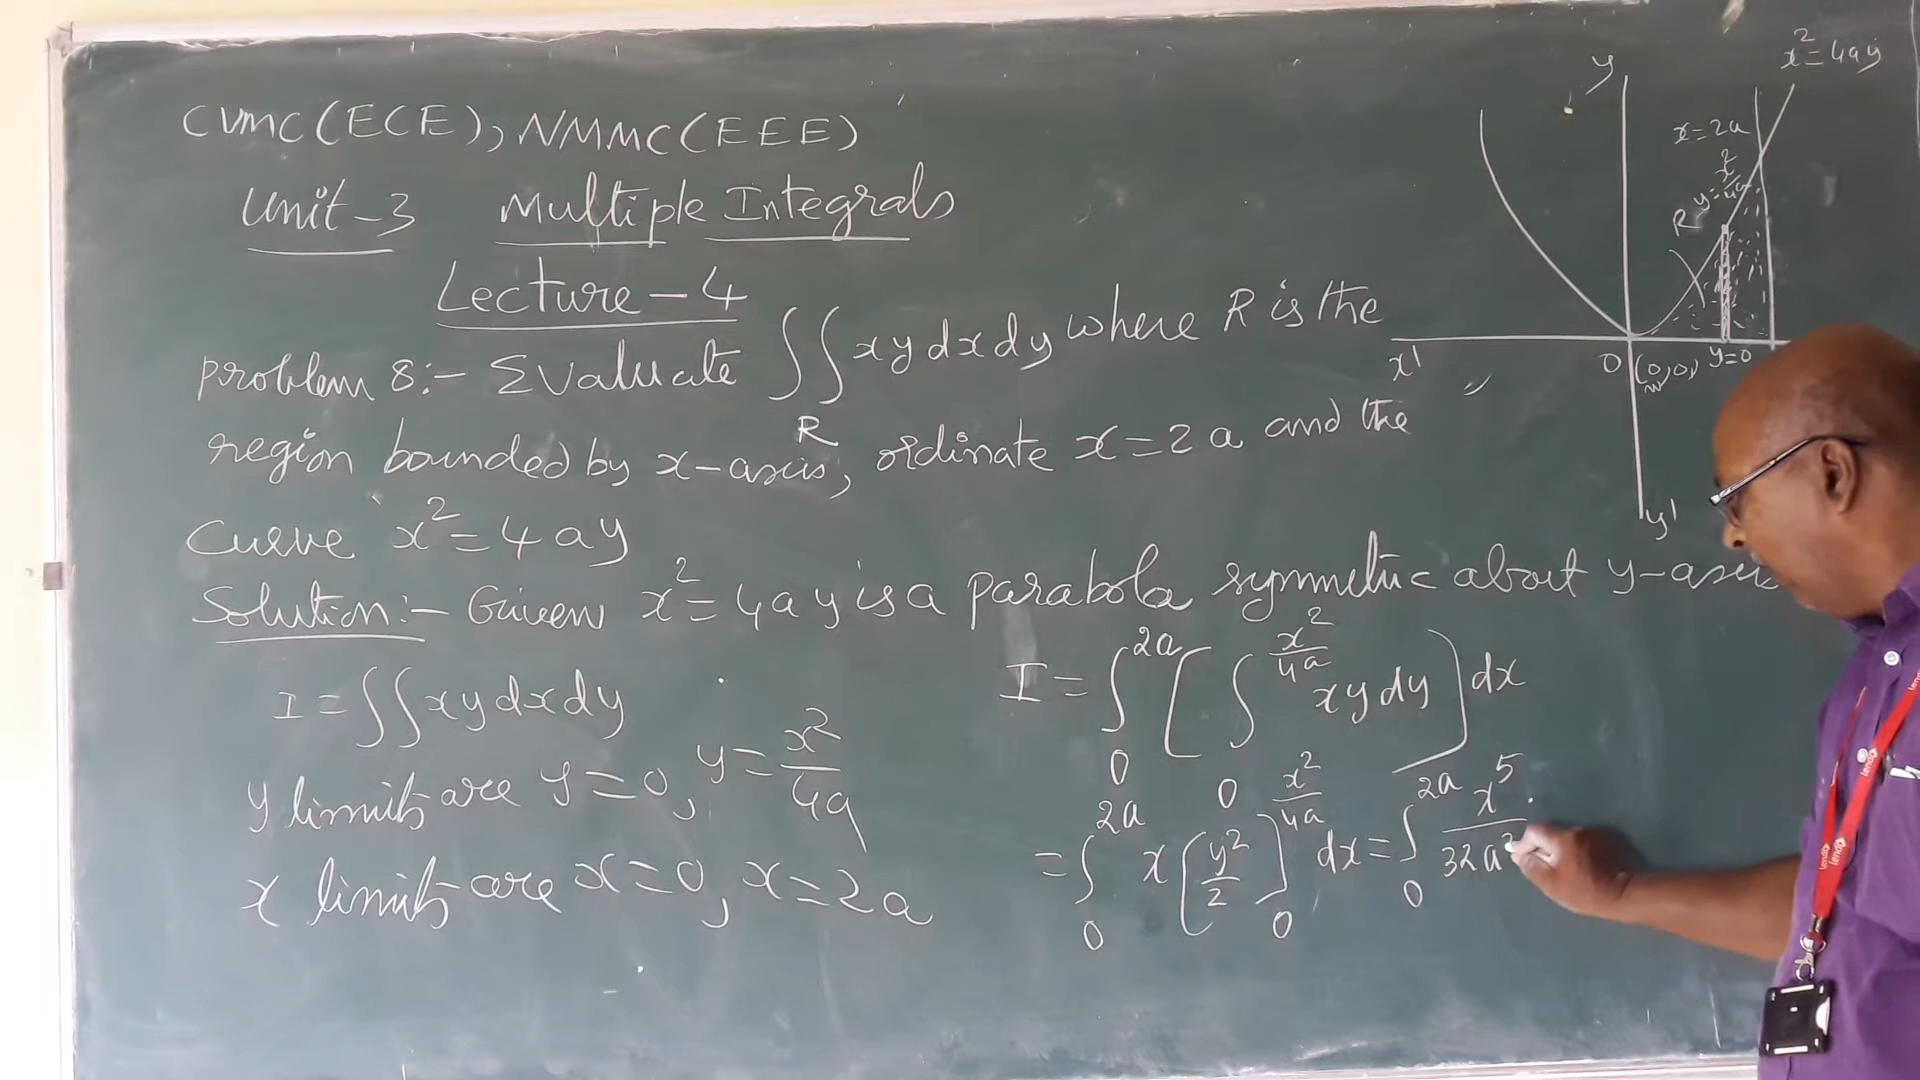 CVMC(ECE), NMMC(EEE)
Unit-3 Multiple Integrals
Lecture-4
problem 8:- Evaluate ∫∫ xy dx dy where R is the
R
region bounded by x-axis, ordinate x=2a and the
Curve x²=4ay
Solution:- Given x²=4ay is a parabola symmetric about y-axis
I = ∫∫ xy dx dy
y limits are y=0, y=x²/4a
x limits are x=0, x=2a
I = ∫₀^2a [∫₀^x²/4a xy dy] dx
= ∫₀^2a x [y²/2]₀^x²/4a dx = ∫₀^2a x⁵/32a²
y
x²=4ay
x=2a
y=x²/4a
R
x'
O (0,0) y=0
y'
lendi
lendi
lendi